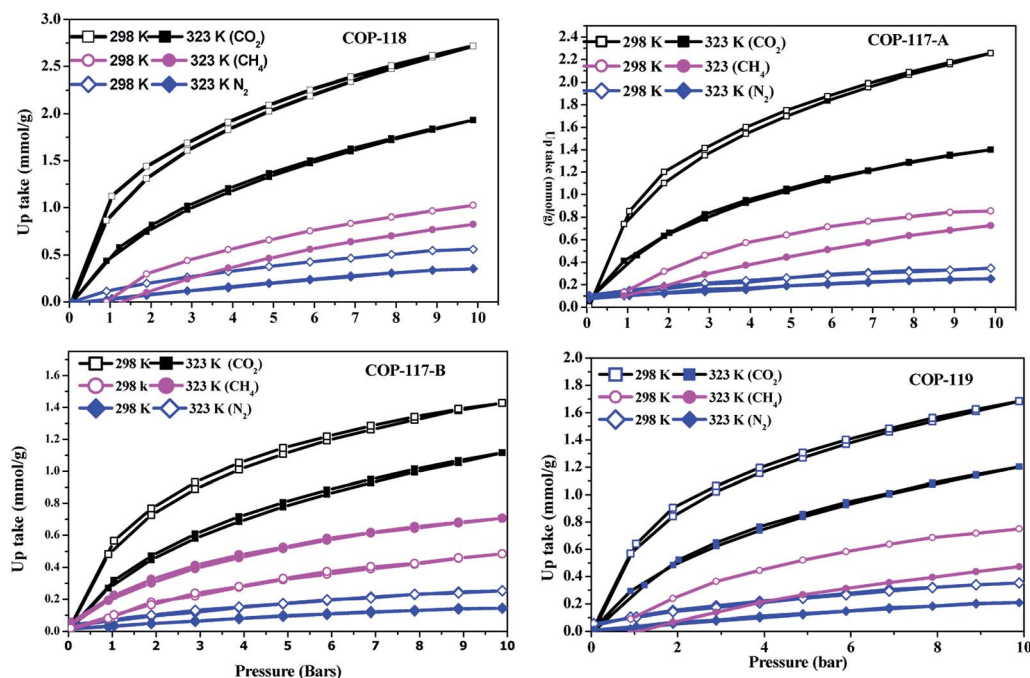 COP-118
298 K 323 K (CO₂)
298 K 323 K (CH₄)
298 K 323 K N₂
Up take (mmol/g)
3.0
2.5
2.0
1.5
1.0
0.5
0.0
0 1 2 3 4 5 6 7 8 9 10
COP-117-A
298 K 323 K (CO₂)
298 K 323 (CH₄)
298 K 323 K (N₂)
Up take (mmol/g)
2.4
2.2
2.0
1.8
1.6
1.4
1.2
1.0
0.8
0.6
0.4
0.2
0.0
0 1 2 3 4 5 6 7 8 9 10
COP-117-B
298 K 323 K (CO₂)
298 k 323 K (CH₄)
298 K 323 K (N₂)
Up take (mmol/g)
1.6
1.4
1.2
1.0
0.8
0.6
0.4
0.2
0.0
0 1 2 3 4 5 6 7 8 9 10
Pressure (Bars)
COP-119
298 K 323 K (CO₂)
298 K 323 K (CH₄)
298 K 323 K (N₂)
Up take (mmol/g)
2.0
1.8
1.6
1.4
1.2
1.0
0.8
0.6
0.4
0.2
0.0
0 2 4 6 8 10
Pressure (bar)